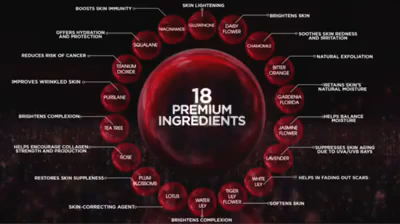 SKIN LIGHTENING
BOOSTS SKIN IMMUNITY
BRIGHTENS SKIN
NIACINAMIDE
GLUTATHIONE
DAISY
FLOWER
OFFERS HYDRATION
AND PROTECTION
SQUALANE
CHAMOMILE
SOOTHES SKIN REDNESS
AND IRRITATION
REDUCES RISK OF CANCER
TITANIUM
DIOXIDE
BITTER
ORANGE
NATURAL EXFOLIATION
IMPROVES WRINKLED SKIN
PURSLANE
18
PREMIUM
INGREDIENTS
GARDENIA
FLORIDA
RETAINS SKIN'S
NATURAL MOISTURE
BRIGHTENS COMPLEXION
TEA TREE
JASMINE
FLOWER
HELPS BALANCE
MOISTURE
HELPS ENCOURAGE COLLAGEN
STRENGTH AND PRODUCTION
ROSE
LAVENDER
SUPPRESSES SKIN AGING
DUE TO UVA/UVB RAYS
RESTORES SKIN SUPPLENESS
PLUM
BLOSSOMS
WHITE
LILY
HELPS IN FADING OUT SCARS
SKIN-CORRECTING AGENT
LOTUS
WATER
LILY
TIGER
LILY
FLOWER
SOFTENS SKIN
BRIGHTENS COMPLEXION